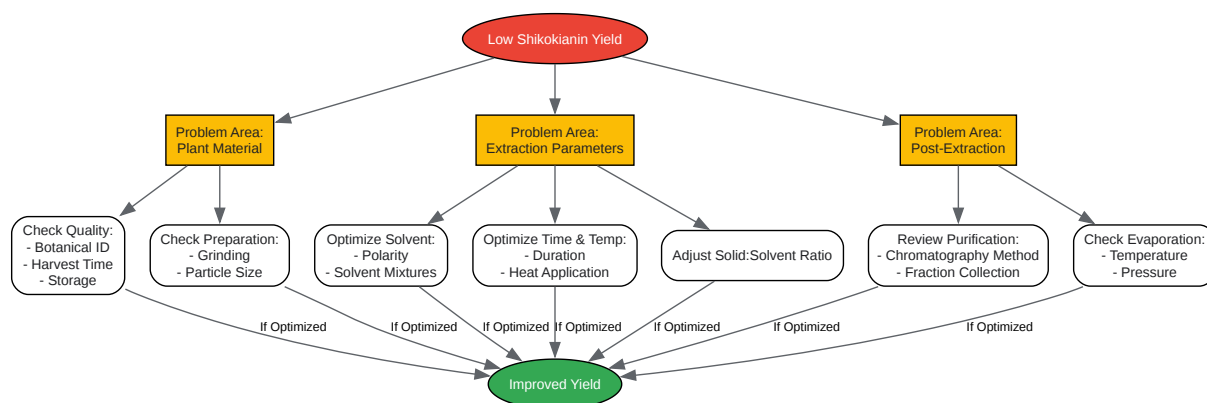 Low Shikokianin Yield
Problem Area:
Plant Material
Problem Area:
Extraction Parameters
Problem Area:
Post-Extraction
Check Quality:
- Botanical ID
- Harvest Time
- Storage
Check Preparation:
- Grinding
- Particle Size
Optimize Solvent:
- Polarity
- Solvent Mixtures
Optimize Time & Temp:
- Duration
- Heat Application
Adjust Solid:Solvent Ratio
Review Purification:
- Chromatography Method
- Fraction Collection
Check Evaporation:
- Temperature
- Pressure
If Optimized
If Optimized
If Optimized
If Optimized
If Optimized
If Optimized
If Optimized
Improved Yield